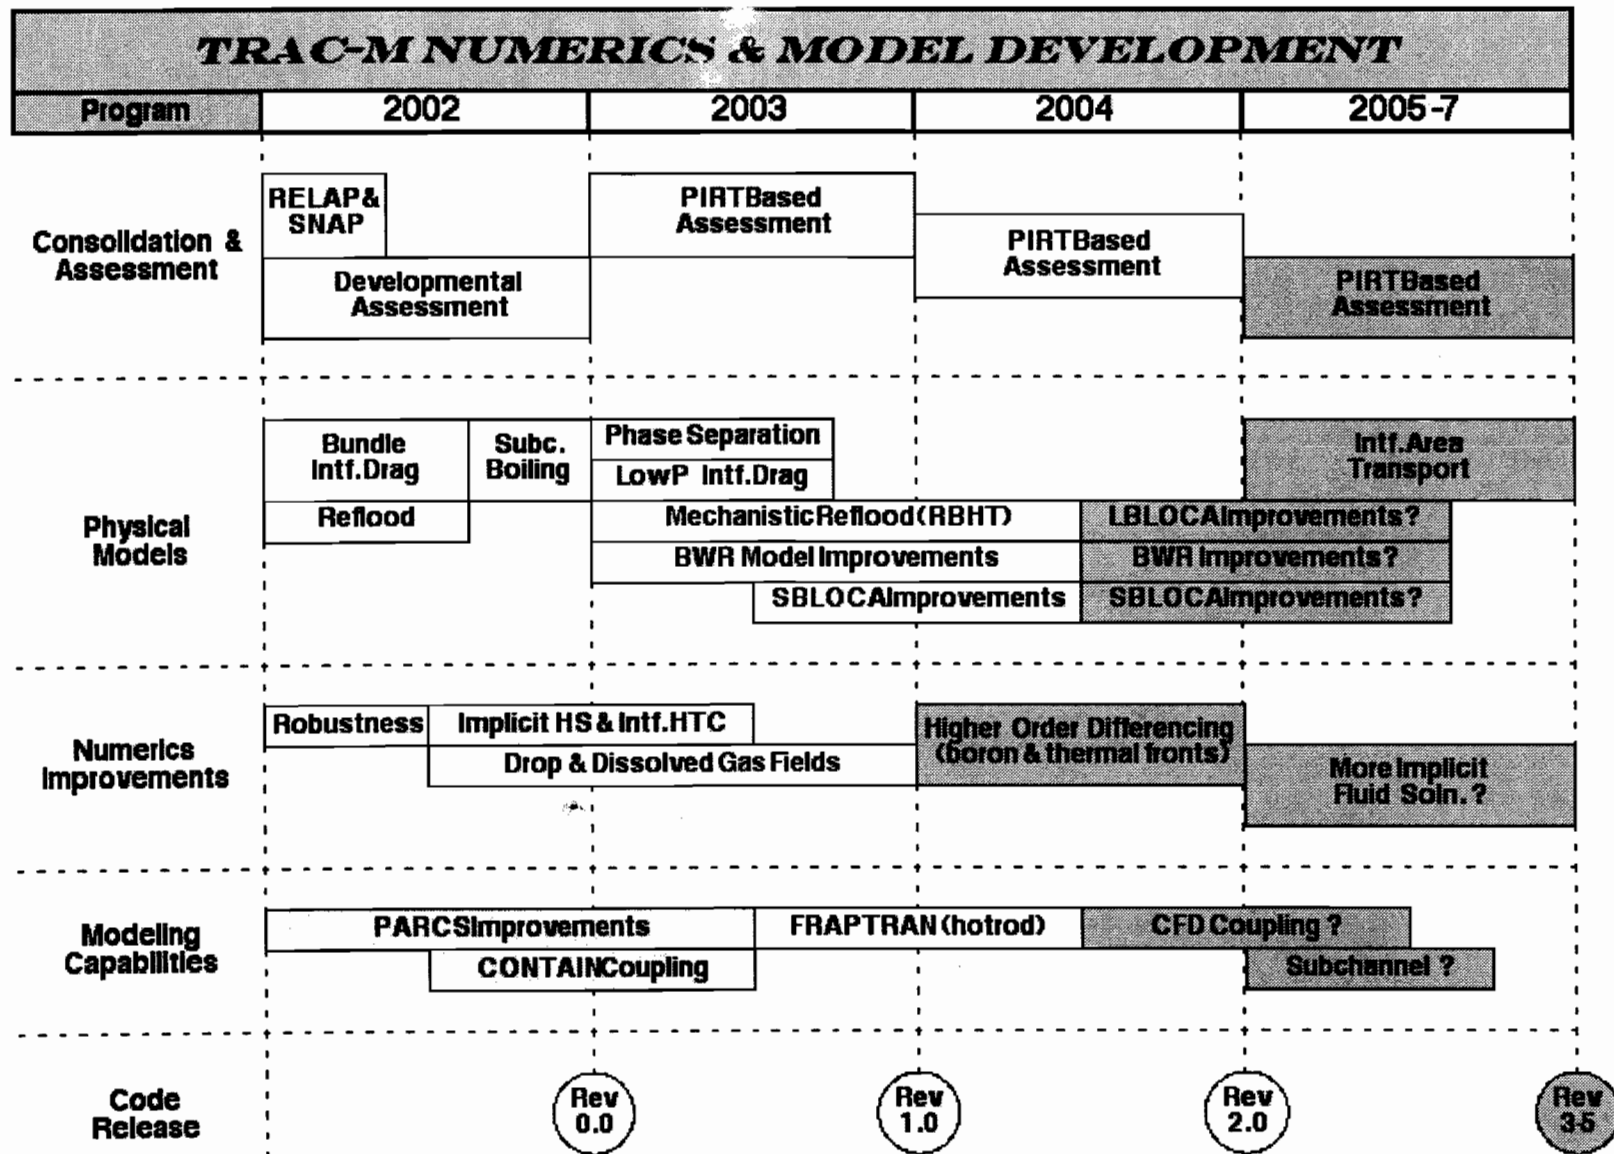 TRAC-M NUMERICS & MODEL DEVELOPMENT
Program
2002
2003
2004
2005-7
Consolidation &
Assessment
RELAP&
SNAP
Developmental
Assessment
PIRTBased
Assessment
PIRTBased
Assessment
PIRTBased
Assessment
Physical
Models
Bundle
Intf.Drag
Subc.
Boiling
Phase Separation
LowP Intf.Drag
Intf.Area
Transport
Reflood
MechanisticReflood(RBHT)
LBLOCAImprovements?
BWR Model Improvements
BWR Improvements?
SBLOCAImprovements
SBLOCAImprovements?
Numerics
Improvements
Robustness
Implicit HS & Intf.HTC
Drop & Dissolved Gas Fields
Higher Order Differencing
(boron & thermal fronts)
More Implicit
Fluid Soln. ?
Modeling
Capabilities
PARCSImprovements
FRAPTRAN (hotrod)
CFD Coupling ?
CONTAINCoupling
Subchannel ?
Code
Release
Rev
0.0
Rev
1.0
Rev
2.0
Rev
3-5